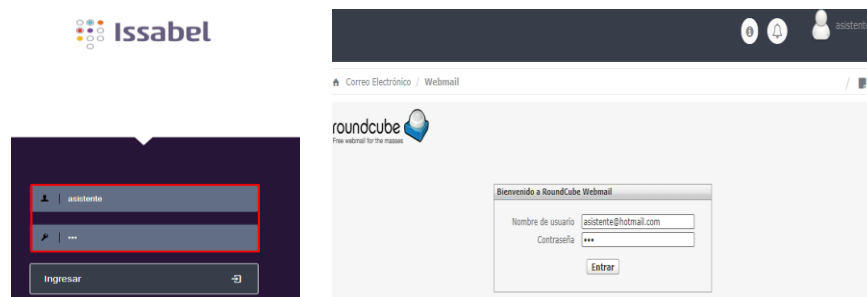 Issabel
asistente
•••
Ingresar
asistente
Correo Electrónico / Webmail /
roundcube
Free webmail for the masses
Bienvenido a RoundCube Webmail
Nombre de usuario asistente@hotmail.com
Contraseña •••
Entrar